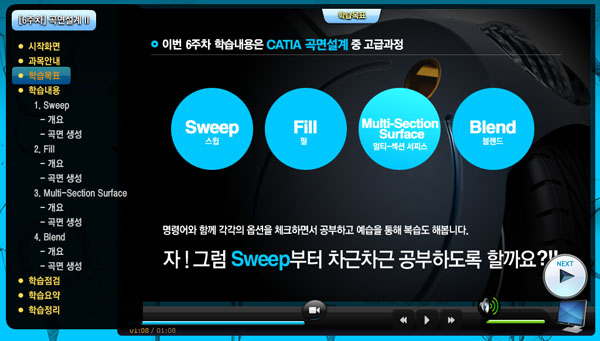 [6주차] 곡면설계 II
시작화면
과목안내
학습목표
학습내용
1. Sweep
- 개요
- 곡면 생성
2. Fill
- 개요
- 곡면 생성
3. Multi-Section Surface
- 개요
- 곡면 생성
4. Blend
- 개요
- 곡면 생성
학습점검
학습요약
학습정리
학습목표
이번 6주차 학습내용은 CATIA 곡면설계 중 고급과정
Sweep
스윕
Fill
필
Multi-Section
Surface
멀티-섹션 서피스
Blend
블렌드
명령어와 함께 각각의 옵션을 체크하면서 공부하고 예습을 통해 복습도 해봅니다.
자 ! 그럼 Sweep부터 차근차근 공부하도록 할까요?!!
NEXT
01:08 / 01:08